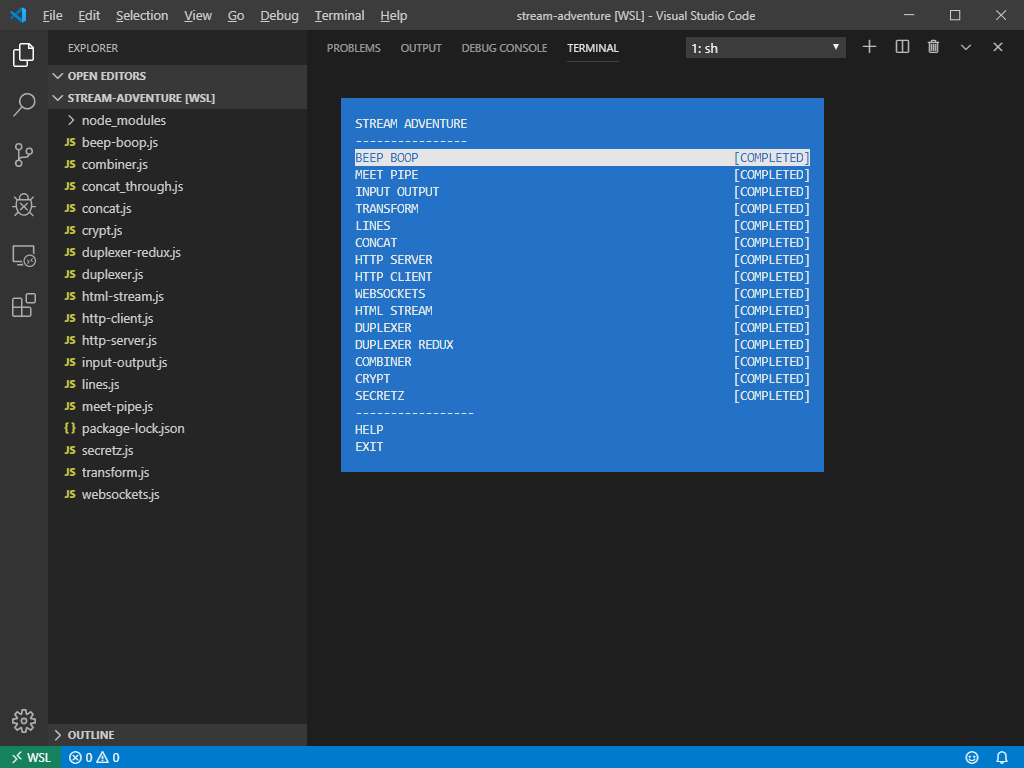 File Edit Selection View Go Debug Terminal Help stream-adventure [WSL] - Visual Studio Code
EXPLORER
OPEN EDITORS
STREAM-ADVENTURE [WSL]
node_modules
JS beep-boop.js
JS combiner.js
JS concat_through.js
JS concat.js
JS crypt.js
JS duplexer-redux.js
JS duplexer.js
JS html-stream.js
JS http-client.js
JS http-server.js
JS input-output.js
JS lines.js
JS meet-pipe.js
{} package-lock.json
JS secretz.js
JS transform.js
JS websockets.js
OUTLINE
PROBLEMS OUTPUT DEBUG CONSOLE TERMINAL 1: sh
STREAM ADVENTURE
----------------
BEEP BOOP [COMPLETED]
MEET PIPE [COMPLETED]
INPUT OUTPUT [COMPLETED]
TRANSFORM [COMPLETED]
LINES [COMPLETED]
CONCAT [COMPLETED]
HTTP SERVER [COMPLETED]
HTTP CLIENT [COMPLETED]
WEBSOCKETS [COMPLETED]
HTML STREAM [COMPLETED]
DUPLEXER [COMPLETED]
DUPLEXER REDUX [COMPLETED]
COMBINER [COMPLETED]
CRYPT [COMPLETED]
SECRETZ [COMPLETED]
-----------------
HELP
EXIT
WSL 0 0